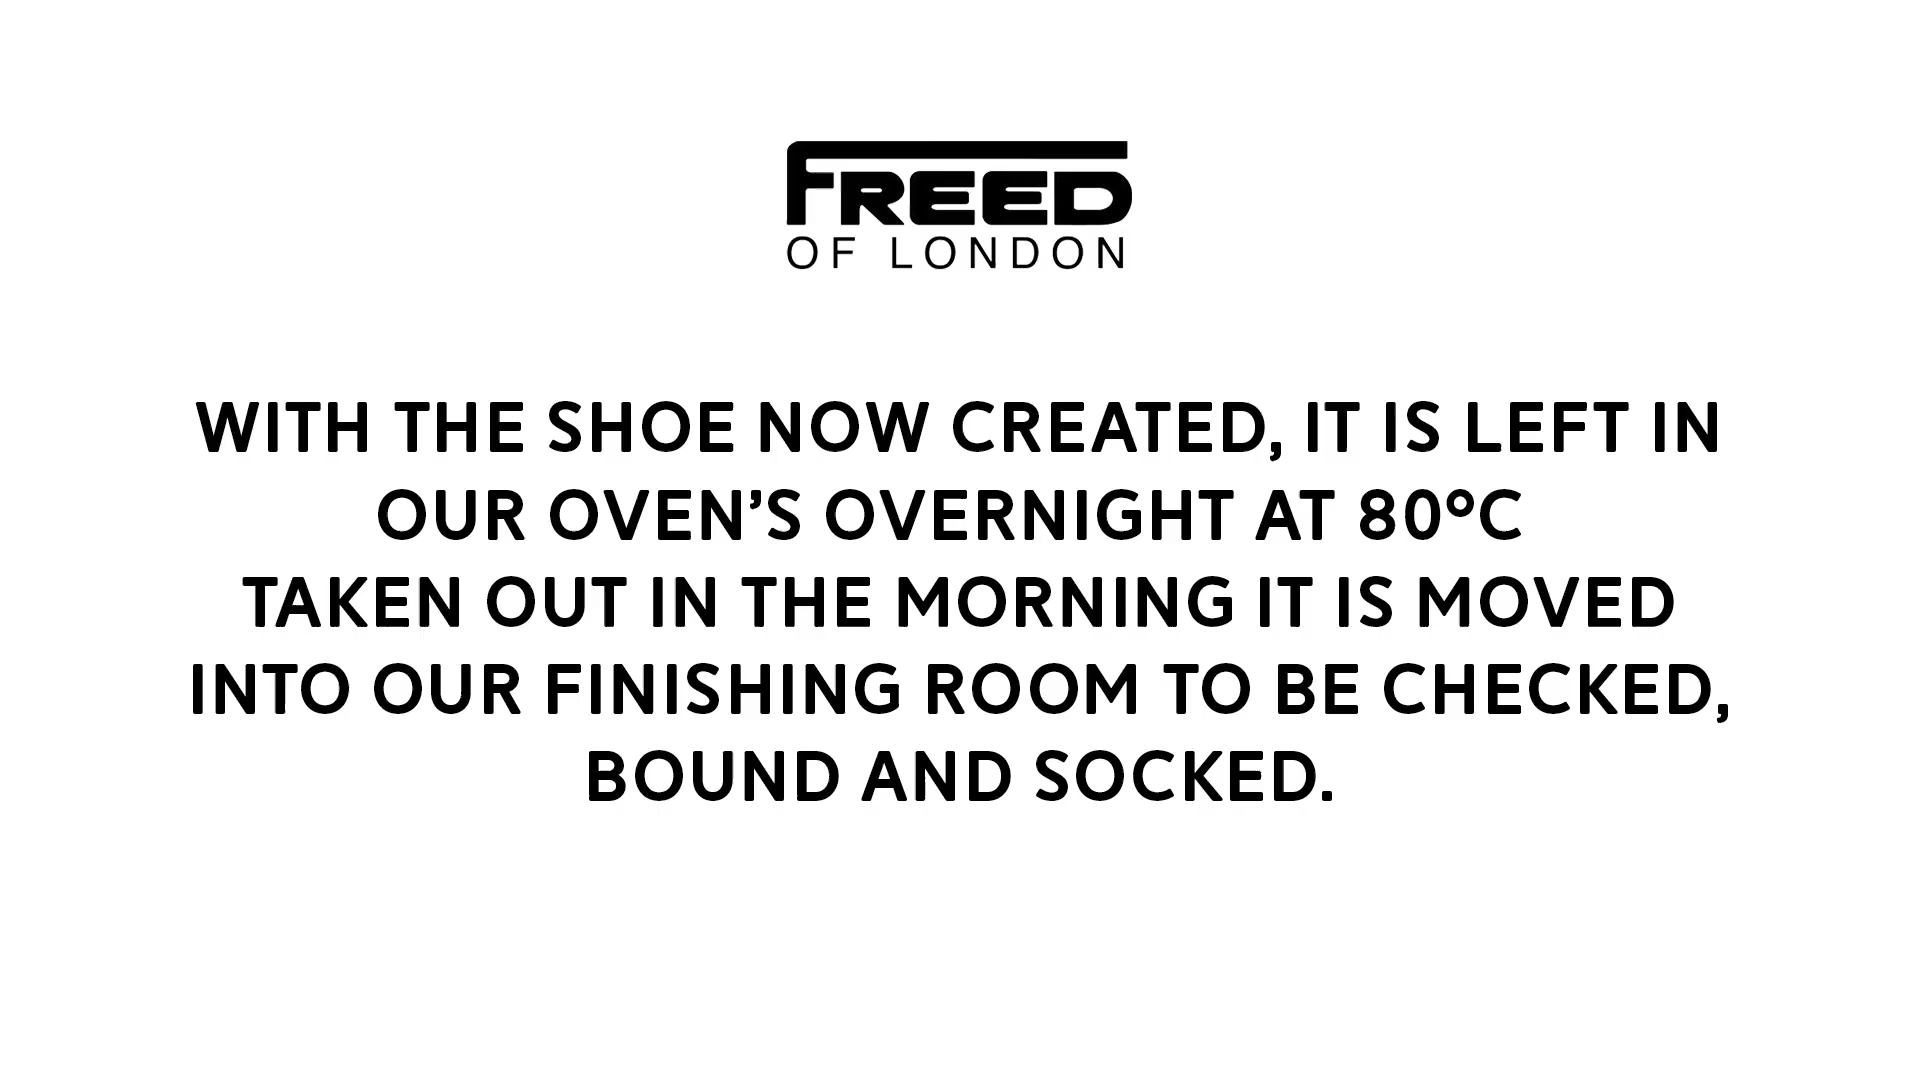 FREED
OF LONDON
WITH THE SHOE NOW CREATED, IT IS LEFT IN
OUR OVEN’S OVERNIGHT AT 80°C
TAKEN OUT IN THE MORNING IT IS MOVED
INTO OUR FINISHING ROOM TO BE CHECKED,
BOUND AND SOCKED.